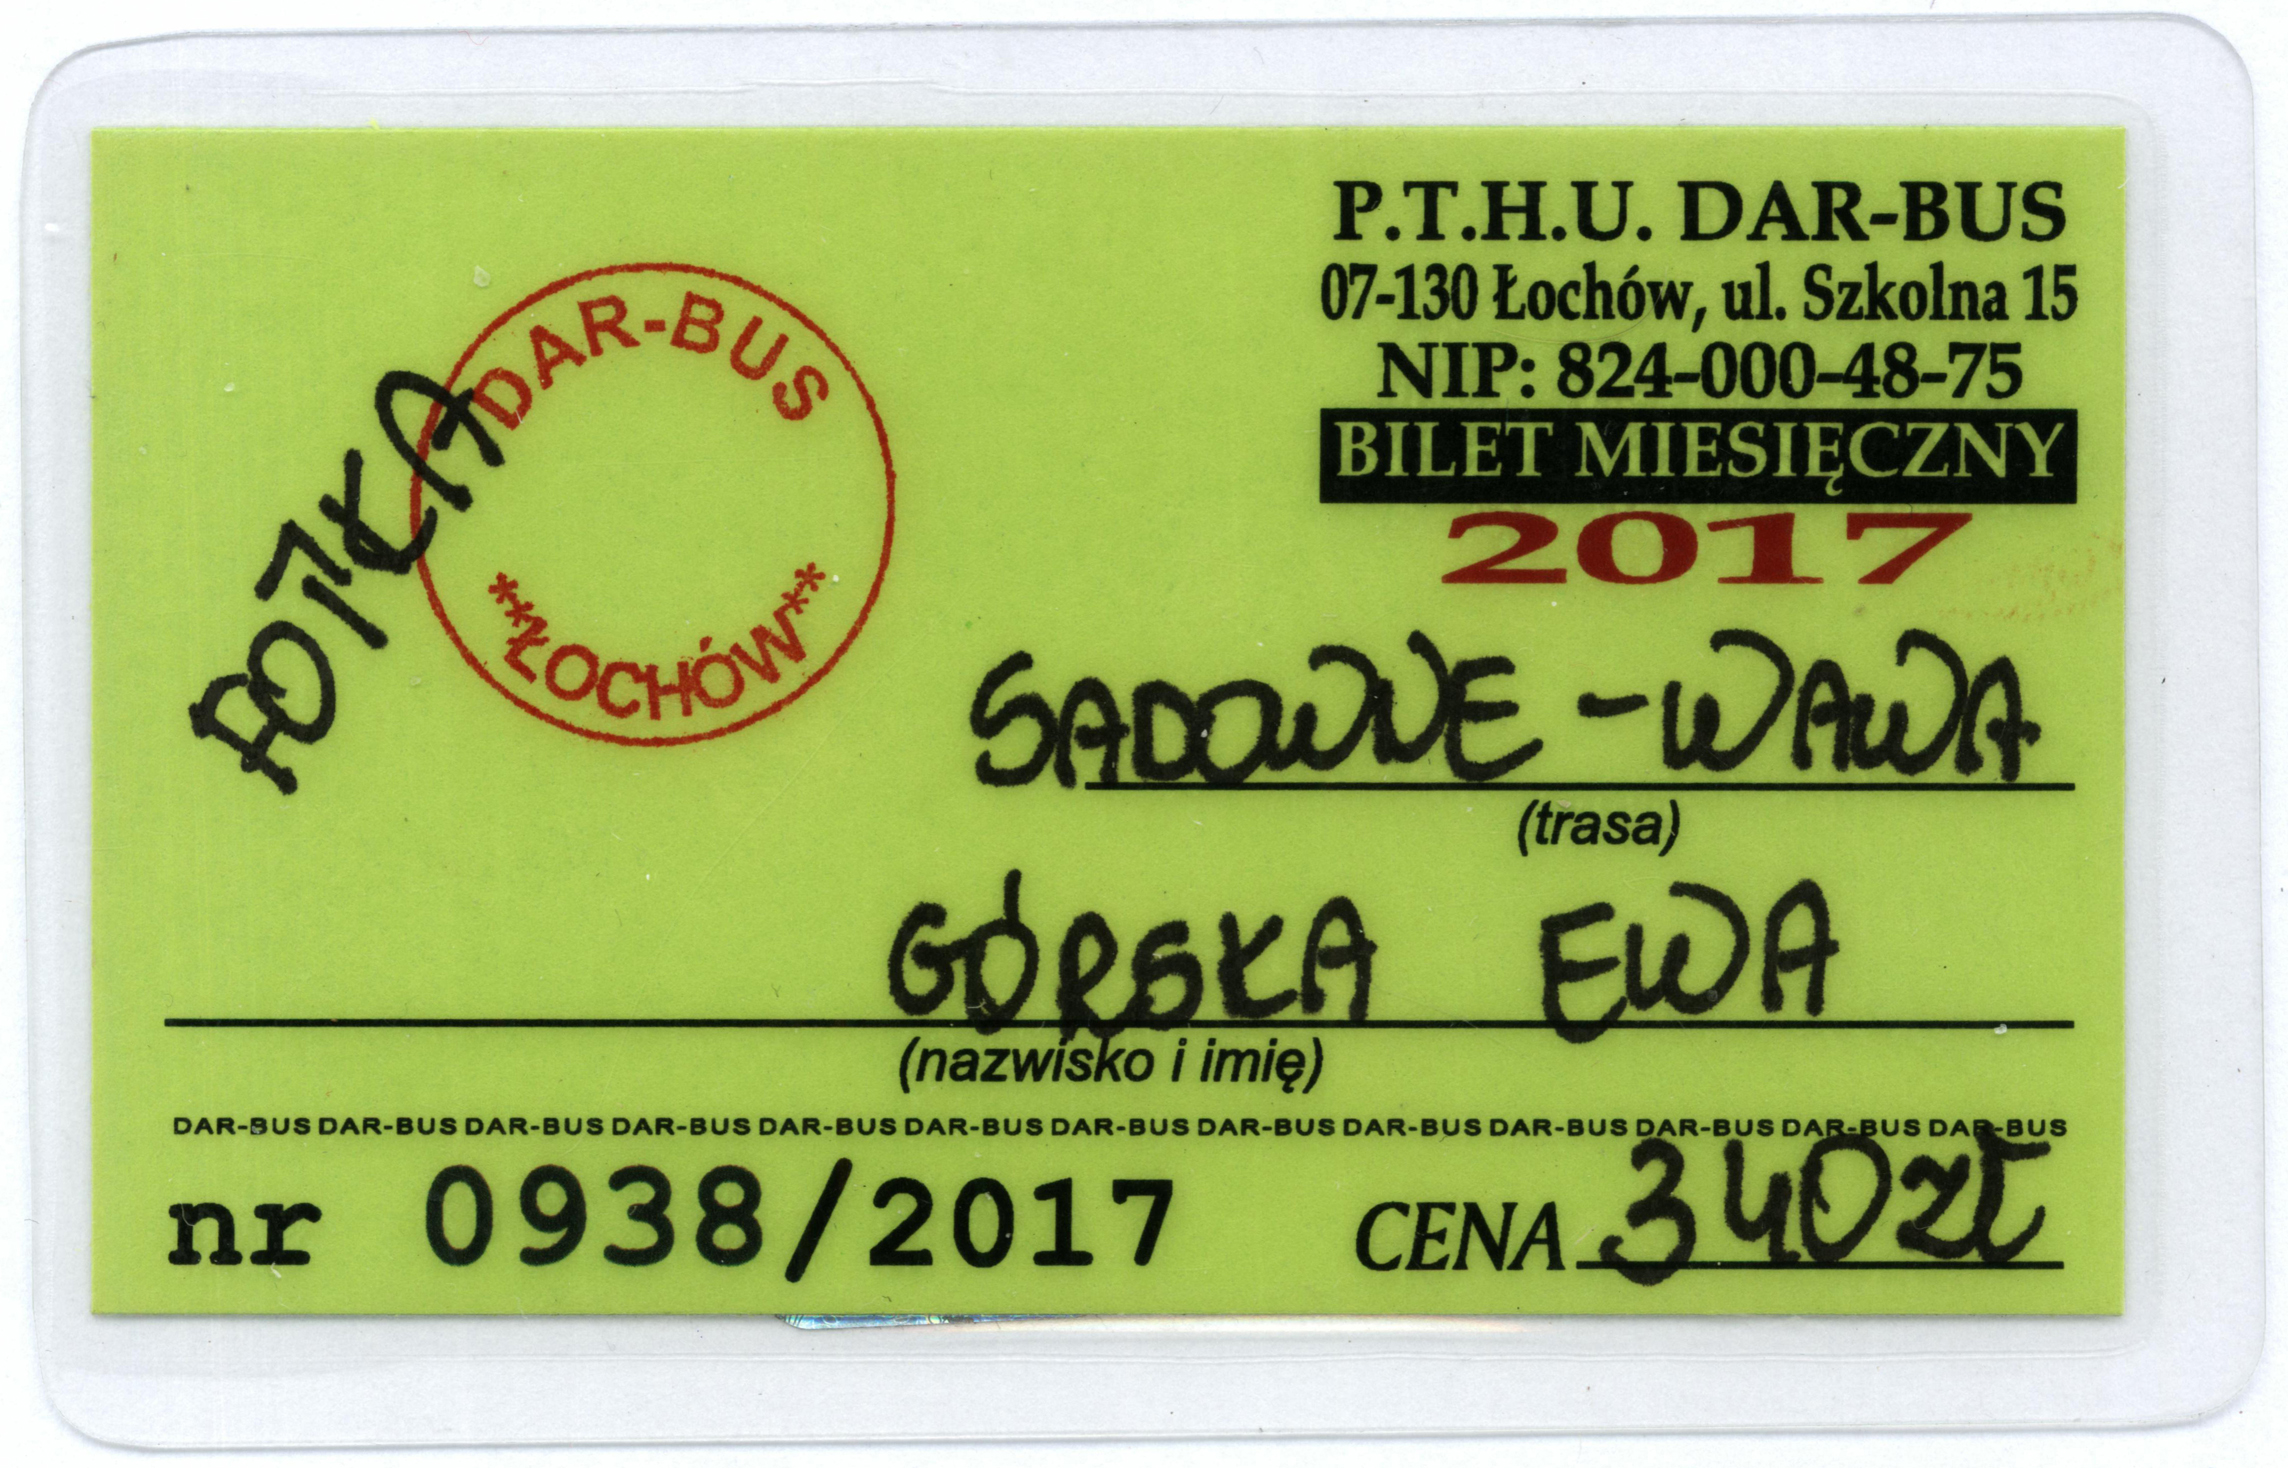 P.T.H.U. DAR-BUS
07-130 Łochów, ul. Szkolna 15
NIP: 824-000-48-75
BILET MIESIĘCZNY
2017
DAR-BUS
**ŁOCHÓW**
SADOWNE - WAWA
(trasa)
GÓRSKA EWA
(nazwisko i imię)
DAR-BUS DAR-BUS DAR-BUS DAR-BUS DAR-BUS DAR-BUS DAR-BUS DAR-BUS DAR-BUS DAR-BUS DAR-BUS DAR-BUS DAR-BUS
nr 0938/2017 CENA 340 zł